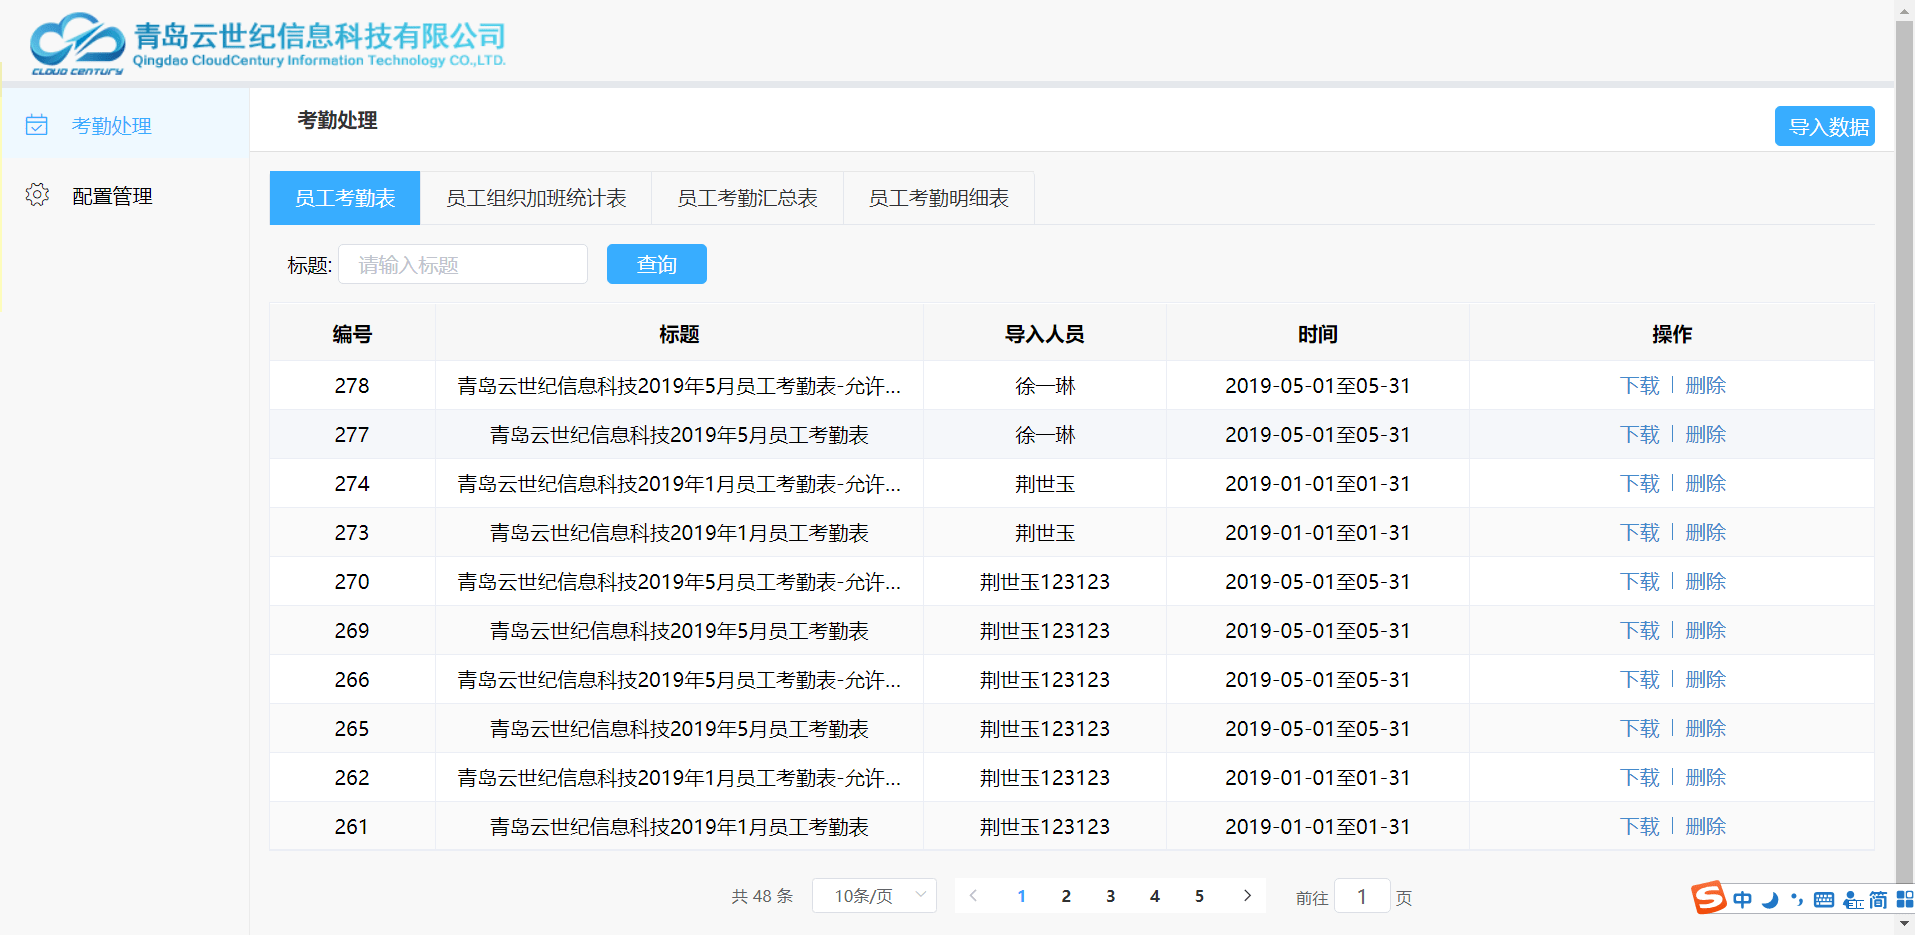 青岛云世纪信息科技有限公司
CLOUD CENTURY
Qingdao CloudCentury Information Technology CO.,LTD.
考勤处理
配置管理
考勤处理
导入数据
员工考勤表 员工组织加班统计表 员工考勤汇总表 员工考勤明细表
标题: 请输入标题 查询
编号 标题 导入人员 时间 操作
278 青岛云世纪信息科技2019年5月员工考勤表-允许... 徐一琳 2019-05-01至05-31 下载 | 删除
277 青岛云世纪信息科技2019年5月员工考勤表 徐一琳 2019-05-01至05-31 下载 | 删除
274 青岛云世纪信息科技2019年1月员工考勤表-允许... 荆世玉 2019-01-01至01-31 下载 | 删除
273 青岛云世纪信息科技2019年1月员工考勤表 荆世玉 2019-01-01至01-31 下载 | 删除
270 青岛云世纪信息科技2019年5月员工考勤表-允许... 荆世玉123123 2019-05-01至05-31 下载 | 删除
269 青岛云世纪信息科技2019年5月员工考勤表 荆世玉123123 2019-05-01至05-31 下载 | 删除
266 青岛云世纪信息科技2019年5月员工考勤表-允许... 荆世玉123123 2019-05-01至05-31 下载 | 删除
265 青岛云世纪信息科技2019年5月员工考勤表 荆世玉123123 2019-05-01至05-31 下载 | 删除
262 青岛云世纪信息科技2019年1月员工考勤表-允许... 荆世玉123123 2019-01-01至01-31 下载 | 删除
261 青岛云世纪信息科技2019年1月员工考勤表 荆世玉123123 2019-01-01至01-31 下载 | 删除
共 48 条 10条/页 1 2 3 4 5 前往 1 页
S 中 简